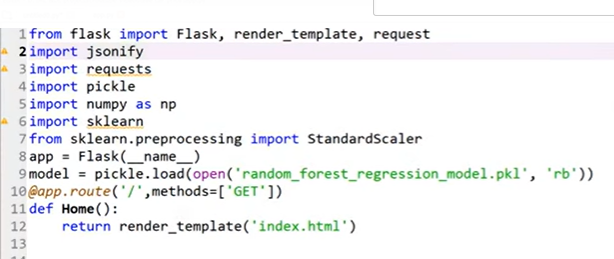 1 from flask import Flask, render_template, request
2 import jsonify
3 import requests
4 import pickle
5 import numpy as np
6 import sklearn
7 from sklearn.preprocessing import StandardScaler
8 app = Flask(__name__)
9 model = pickle.load(open('random_forest_regression_model.pkl', 'rb'))
10 @app.route('/',methods=['GET'])
11 def Home():
12     return render_template('index.html')
13